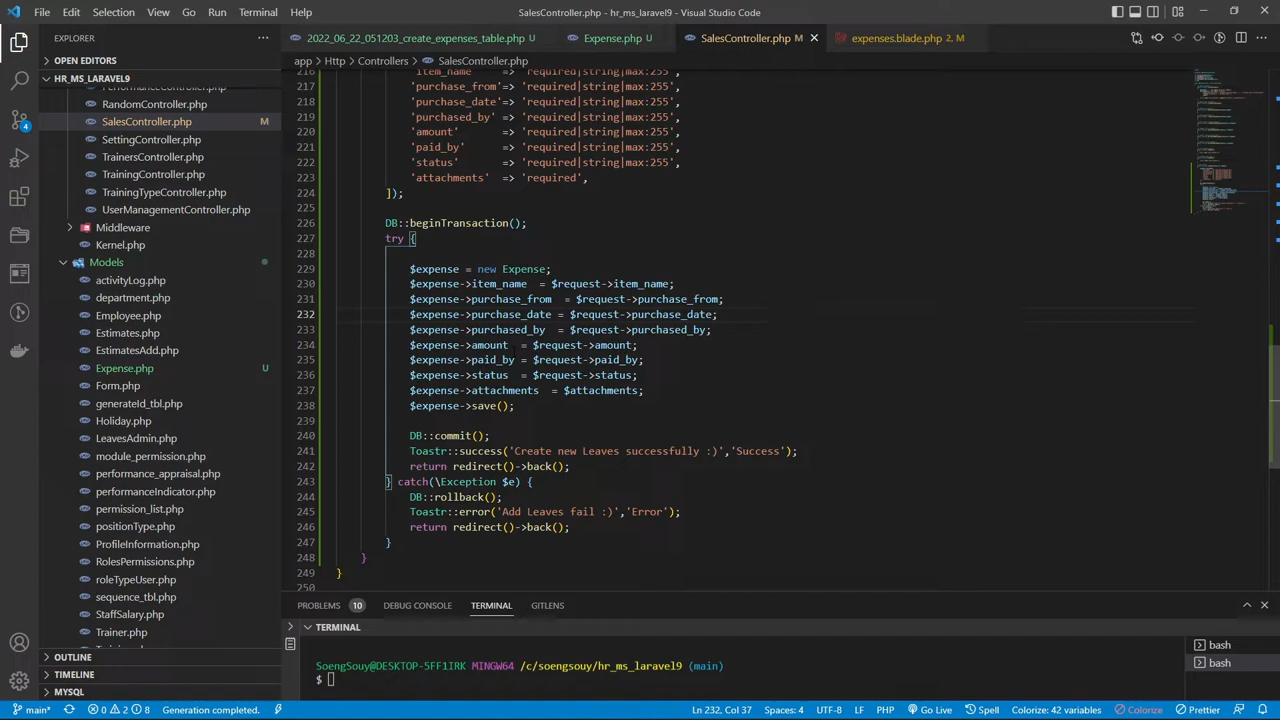 File Edit Selection View Go Run Terminal Help
SalesController.php - hr_ms_laravel9 - Visual Studio Code
EXPLORER
OPEN EDITORS
HR_MS_LARAVEL9
RandomController.php
SalesController.php M
SettingController.php
TrainersController.php
TrainingController.php
TrainingTypeController.php
UserManagementController.php
Middleware
Kernel.php
Models
activityLog.php
department.php
Employee.php
Estimates.php
EstimatesAdd.php
Expense.php U
Form.php
generateId_tbl.php
Holiday.php
LeavesAdmin.php
module_permission.php
performance_appraisal.php
performanceIndicator.php
permission_list.php
positionType.php
ProfileInformation.php
RolesPermissions.php
roleTypeUser.php
sequence_tbl.php
StaffSalary.php
Trainer.php
OUTLINE
TIMELINE
MYSQL
4
2022_06_22_051203_create_expenses_table.php U
Expense.php U
SalesController.php M
expenses.blade.php 2, M
app > Http > Controllers > SalesController.php
216 'item_name' => 'required|string|max:255',
217 'purchase_from'=> 'required|string|max:255',
218 'purchase_date'=> 'required|string|max:255',
219 'purchased_by' => 'required|string|max:255',
220 'amount' => 'required|string|max:255',
221 'paid_by' => 'required|string|max:255',
222 'status' => 'required|string|max:255',
223 'attachments' => 'required',
224 ]);
225
226 DB::beginTransaction();
227 try {
228
229 $expense = new Expense;
230 $expense->item_name = $request->item_name;
231 $expense->purchase_from = $request->purchase_from;
232 $expense->purchase_date = $request->purchase_date;
233 $expense->purchased_by = $request->purchased_by;
234 $expense->amount = $request->amount;
235 $expense->paid_by = $request->paid_by;
236 $expense->status = $request->status;
237 $expense->attachments = $attachments;
238 $expense->save();
239
240 DB::commit();
241 Toastr::success('Create new Leaves successfully :)','Success');
242 return redirect()->back();
243 } catch(\Exception $e) {
244 DB::rollback();
245 Toastr::error('Add Leaves fail :)','Error');
246 return redirect()->back();
247 }
248 }
249 }
250
PROBLEMS 10 DEBUG CONSOLE TERMINAL GITLENS
TERMINAL
SoengSouy@DESKTOP-5FF1IRK MINGW64 /c/soengsouy/hr_ms_laravel9 (main)
$
bash
bash
main* 0 2 8 Generation completed. Ln 232, Col 37 Spaces: 4 UTF-8 LF PHP Go Live Spell Colorize: 42 variables Colorize Prettier